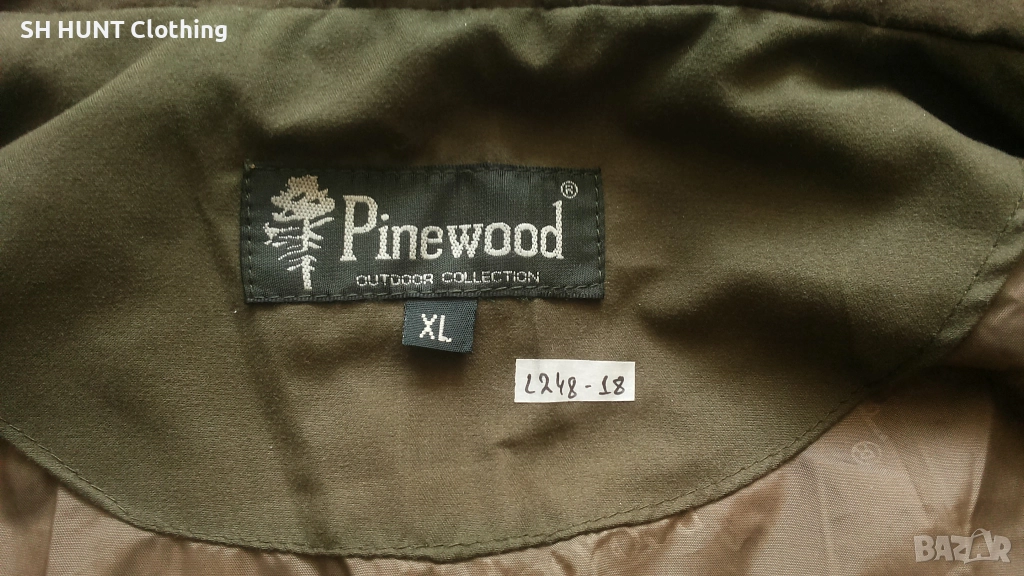 SH HUNT Clothing
Pinewood ®
OUTDOOR COLLECTION
XL
L248-18
BAZAR